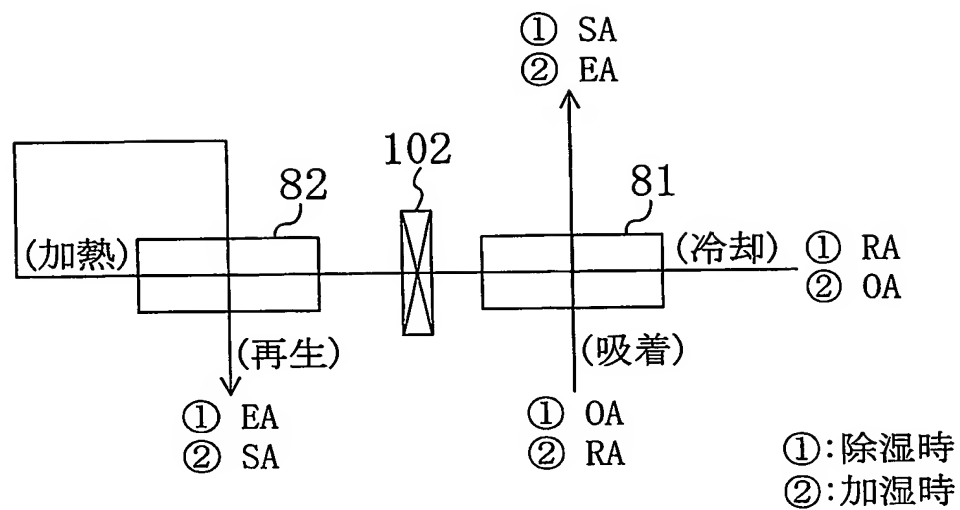 ① SA
② EA
102
82
81
(加熱)
(冷却)
① RA
② OA
(再生)
(吸着)
① EA
② SA
① OA
② RA
①:除湿時
②:加湿時